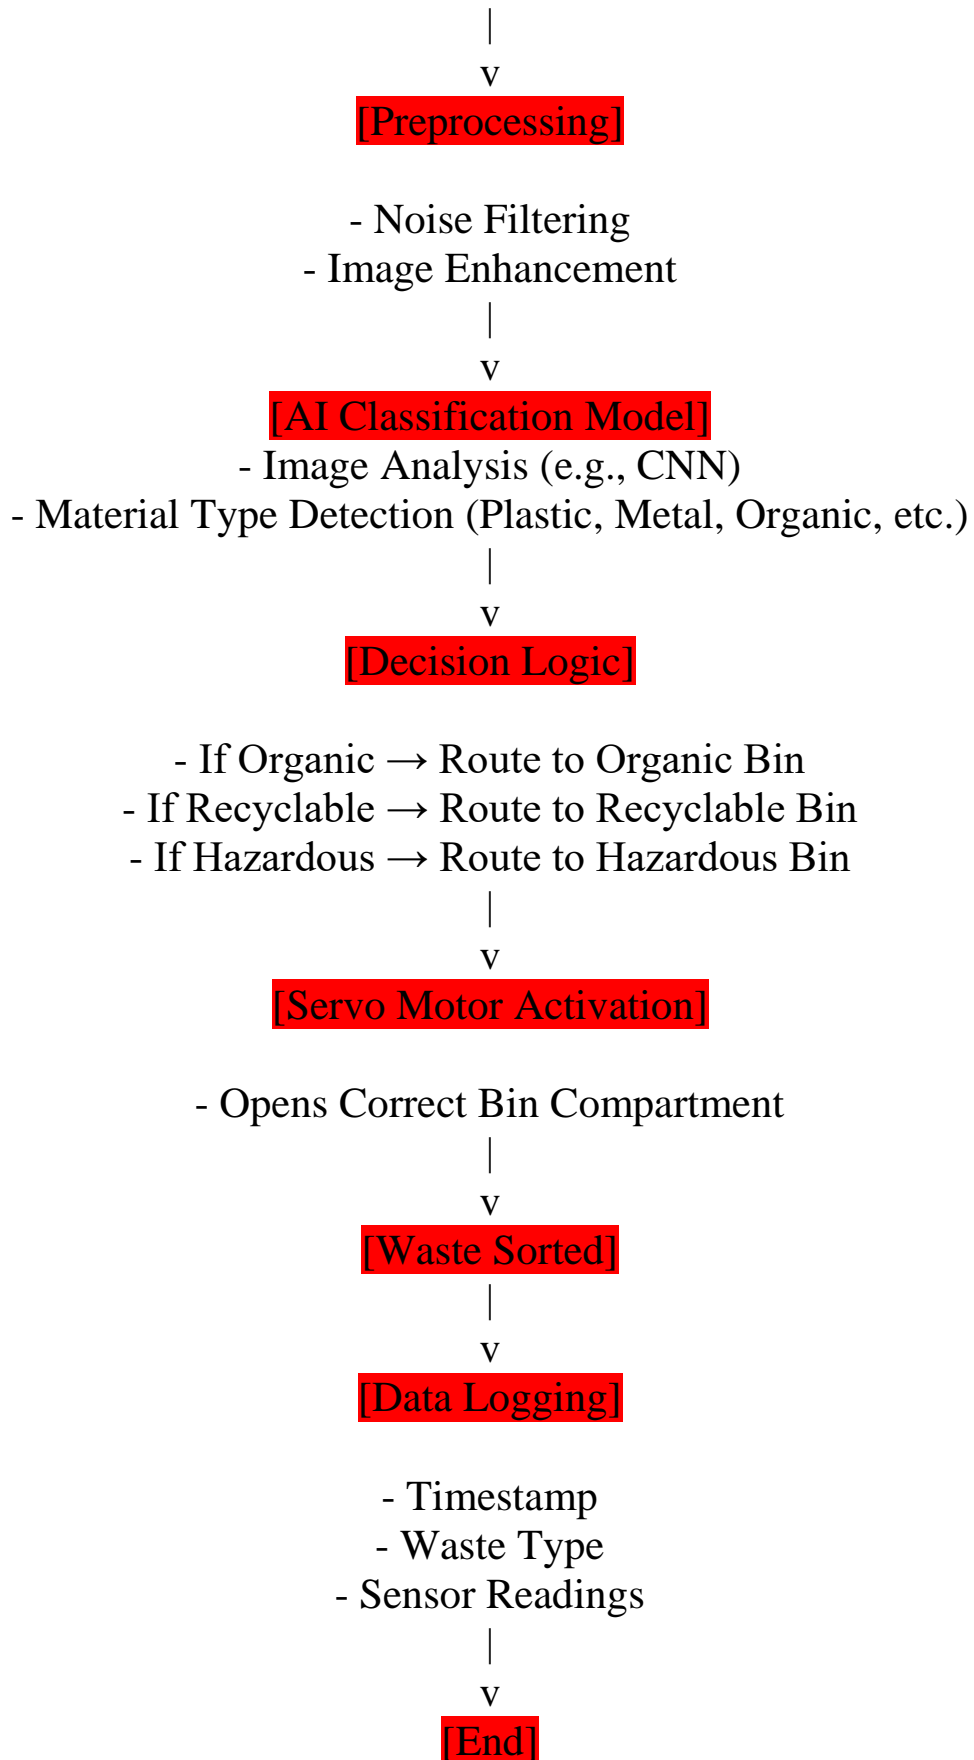 |
v
[Preprocessing]
- Noise Filtering
- Image Enhancement
|
v
[AI Classification Model]
- Image Analysis (e.g., CNN)
- Material Type Detection (Plastic, Metal, Organic, etc.)
|
v
[Decision Logic]
- If Organic → Route to Organic Bin
- If Recyclable → Route to Recyclable Bin
- If Hazardous → Route to Hazardous Bin
|
v
[Servo Motor Activation]
- Opens Correct Bin Compartment
|
v
[Waste Sorted]
|
v
[Data Logging]
- Timestamp
- Waste Type
- Sensor Readings
|
v
[End]